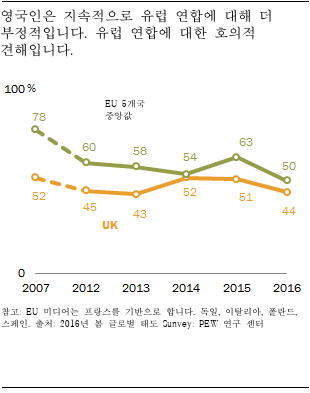 영국인은 지속적으로 유럽 연합에 대해 더
부정적입니다. 유럽 연합에 대한 호의적
견해입니다.
100 %
EU 5개국
중앙값
78
60
58
54
63
50
52
45
43
52
51
44
UK
0
2007 2012 2013 2014 2015 2016
참고: EU 미디어는 프랑스를 기반으로 합니다. 독일, 이탈리아, 폴란드,
스페인. 출처: 2016년 봄 글로벌 태도 Survey: PEW 연구 센터